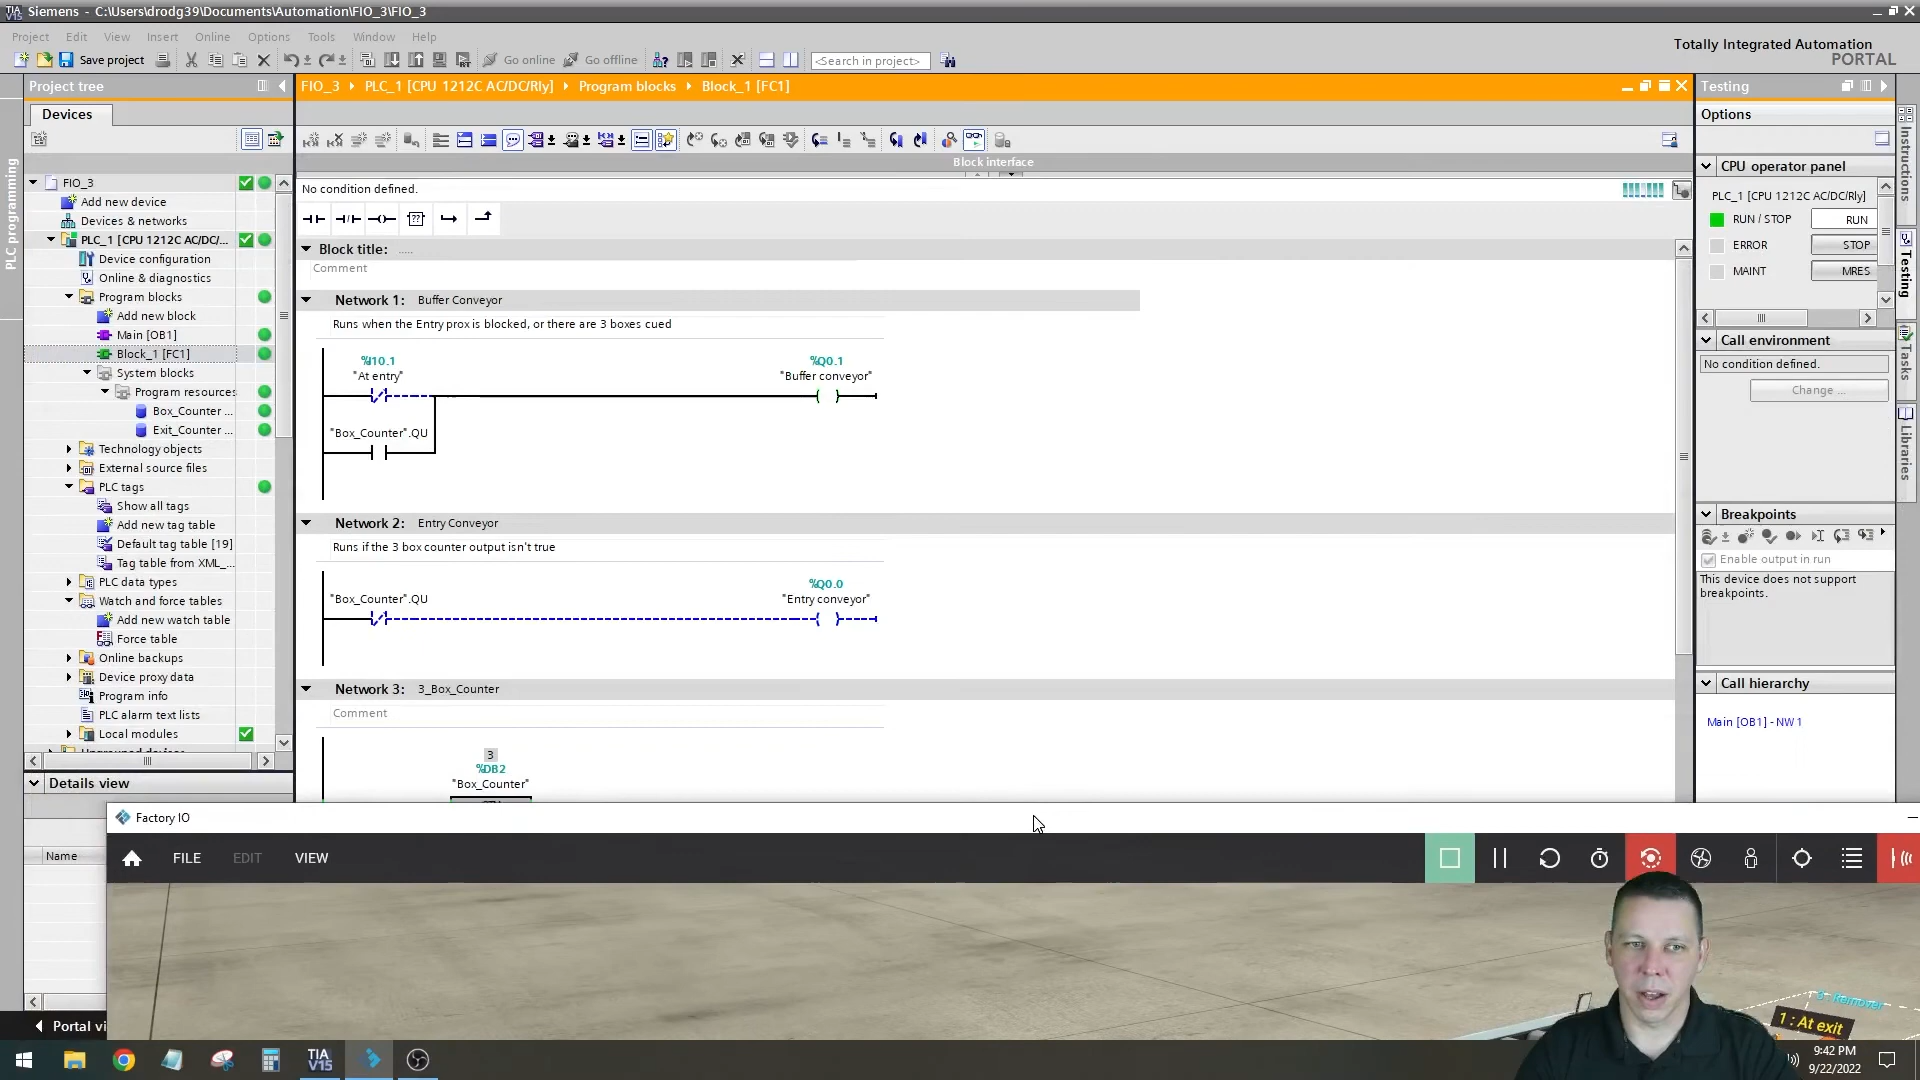 TIA V15 Siemens - C:\Users\drodg39\Documents\Automation\FIO_3\FIO_3
Project Edit View Insert Online Options Tools Window Help
Totally Integrated Automation
PORTAL
Save project
Go online
Go offline
<Search in project>
Project tree
FIO_3 PLC_1 [CPU 1212C AC/DC/Rly] Program blocks Block_1 [FC1]
Testing
Devices
Options
PLC programming
Block interface
No condition defined.
??
Block title: .....
Comment
Network 1: Buffer Conveyor
Runs when the Entry prox is blocked, or there are 3 boxes cued
%I10.1
"At entry"
%Q0.1
"Buffer conveyor"
"Box_Counter".QU
Network 2: Entry Conveyor
Runs if the 3 box counter output isn't true
"Box_Counter".QU
%Q0.0
"Entry conveyor"
Network 3: 3_Box_Counter
Comment
3
%DB2
"Box_Counter"
FIO_3
Add new device
Devices & networks
PLC_1 [CPU 1212C AC/DC/...
Device configuration
Online & diagnostics
Program blocks
Add new block
Main [OB1]
Block_1 [FC1]
System blocks
Program resources
Box_Counter ...
Exit_Counter ...
Technology objects
External source files
PLC tags
Show all tags
Add new tag table
Default tag table [19]
Tag table from XML_...
PLC data types
Watch and force tables
Add new watch table
Force table
Online backups
Device proxy data
Program info
PLC alarm text lists
Local modules
Details view
Name
Portal vi
CPU operator panel
PLC_1 [CPU 1212C AC/DC/Rly]
RUN / STOP
RUN
ERROR
STOP
MAINT
MRES
Call environment
No condition defined.
Change ...
Breakpoints
Enable output in run
This device does not support
breakpoints.
Call hierarchy
Main [OB1] - NW 1
Instructions
Testing
Tasks
Libraries
Factory IO
FILE EDIT VIEW
1 : At exit
TIA
V15
9:42 PM
9/22/2022